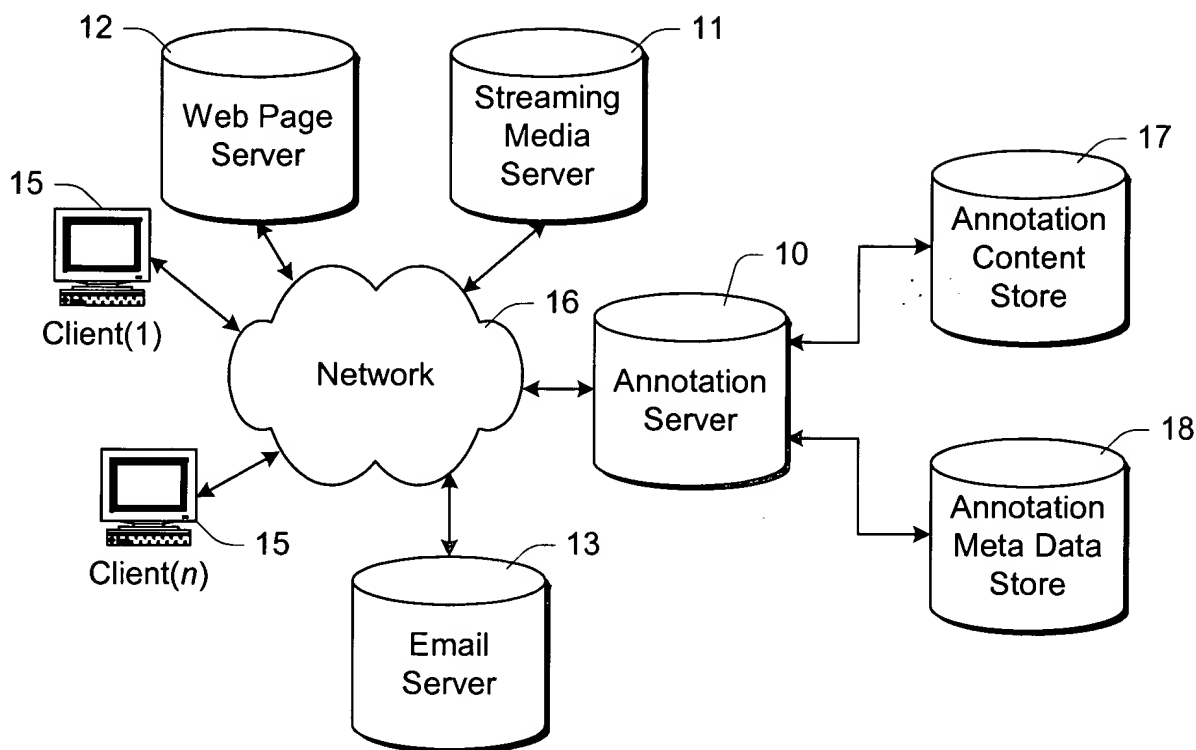 12
Web Page
Server
11
Streaming
Media
Server
15
Client(1)
17
Annotation
Content
Store
10
Annotation
Server
16
Network
15
Client(n)
18
Annotation
Meta Data
Store
13
Email
Server